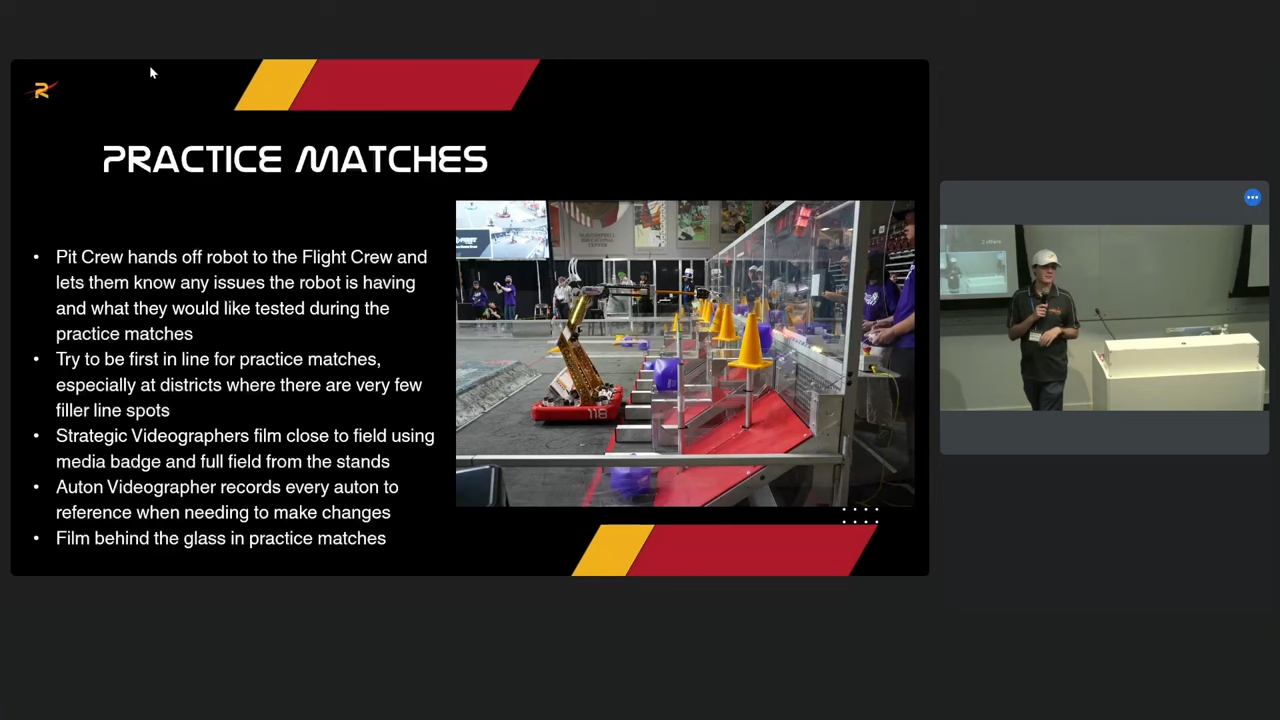 R
PRACTICE MATCHES
• Pit Crew hands off robot to the Flight Crew and
lets them know any issues the robot is having
and what they would like tested during the
practice matches
• Try to be first in line for practice matches,
especially at districts where there are very few
filler line spots
• Strategic Videographers film close to field using
media badge and full field from the stands
• Auton Videographer records every auton to
reference when needing to make changes
• Film behind the glass in practice matches
118